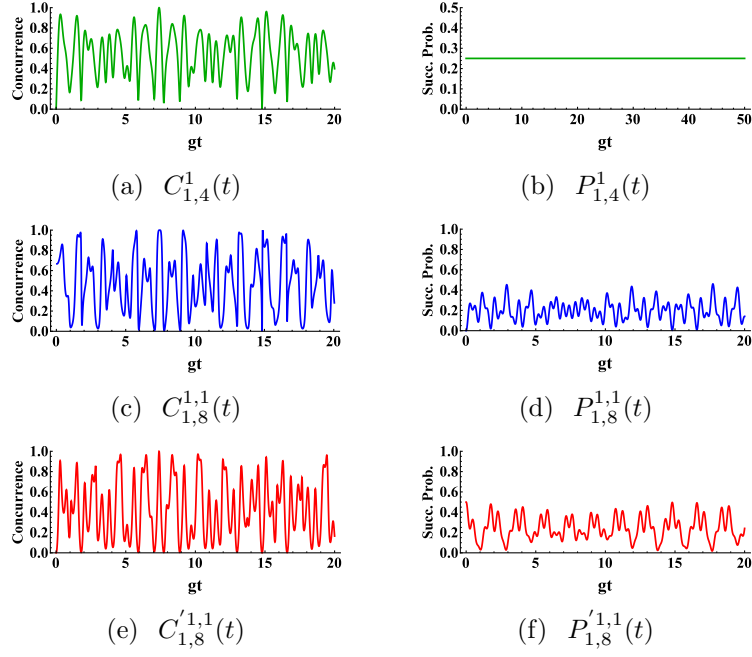 1.0
0.8
0.6
0.4
0.2
0.0
Concurrence
0 5 10 15 20
gt
(a) C^1_{1,4}(t)
0.5
0.4
0.3
0.2
0.1
0.0
Succ. Prob.
0 10 20 30 40 50
gt
(b) P^1_{1,4}(t)
1.0
0.8
0.6
0.4
0.2
0.0
Concurrence
0 5 10 15 20
gt
(c) C^{1,1}_{1,8}(t)
1.0
0.8
0.6
0.4
0.2
0.0
Succ. Prob.
0 5 10 15 20
gt
(d) P^{1,1}_{1,8}(t)
1.0
0.8
0.6
0.4
0.2
0.0
Concurrence
0 5 10 15 20
gt
(e) C^{'1,1}_{1,8}(t)
1.0
0.8
0.6
0.4
0.2
0.0
Succ. Prob.
0 5 10 15 20
gt
(f) P^{'1,1}_{1,8}(t)